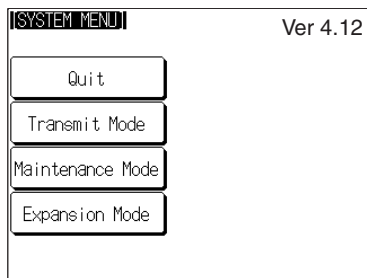 [SYSTEM MENU]
Ver 4.12
Quit
Transmit Mode
Maintenance Mode
Expansion Mode